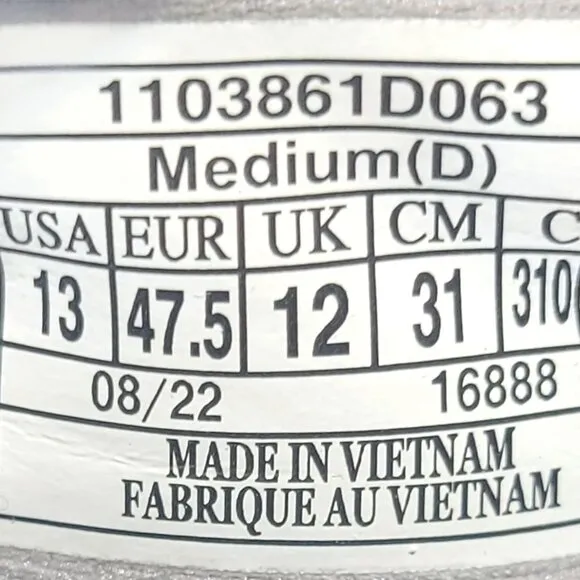 1103861D063
Medium(D)
USA EUR UK CM C
13 47.5 12 31 310
08/22 16888
MADE IN VIETNAM
FABRIQUE AU VIETNAM